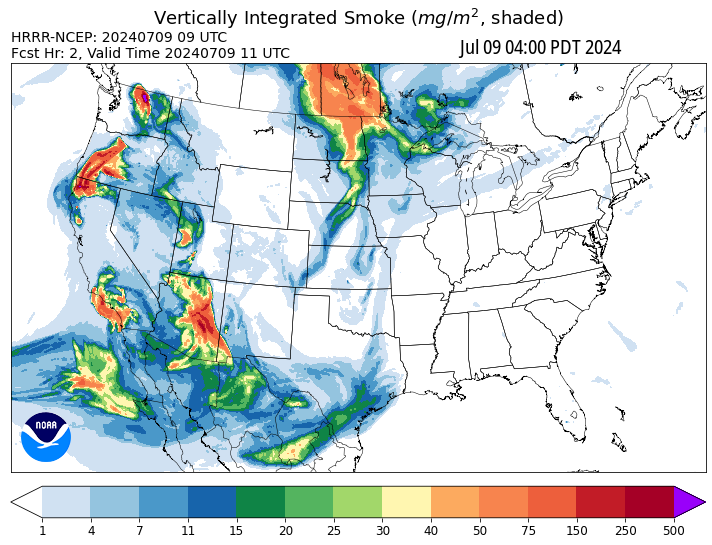 Vertically Integrated Smoke (mg/m², shaded)
HRRR-NCEP: 20240709 09 UTC
Fcst Hr: 2, Valid Time 20240709 11 UTC
Jul 09 04:00 PDT 2024
NOAA
1 4 7 11 15 20 25 30 40 50 75 150 250 500